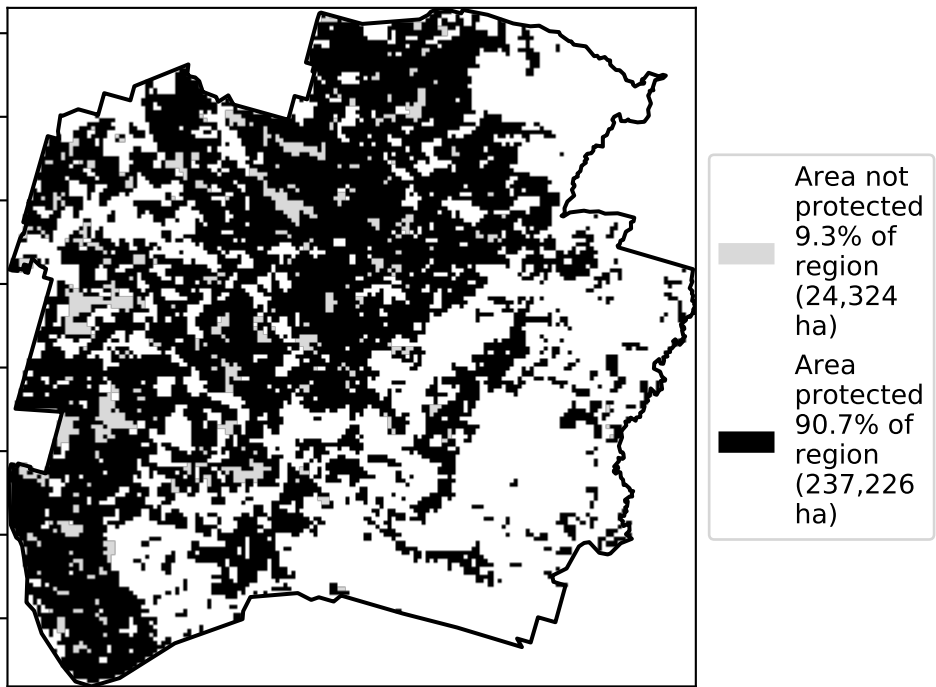 Area not
protected
9.3% of
region
(24,324
ha)
Area
protected
90.7% of
region
(237,226
ha)